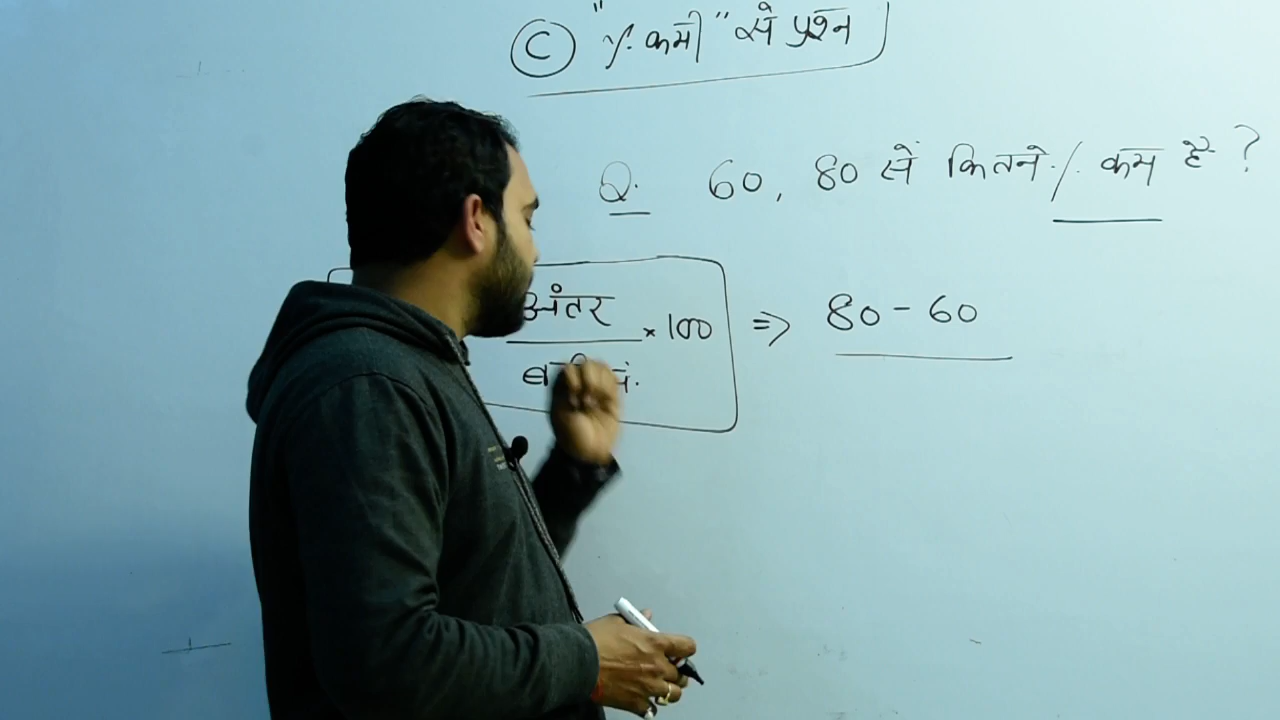 C "% कमी" से प्रश्न
Q. 60, 80 से कितने % कम है ?
अंतर × 100 ⇒ 80 - 60